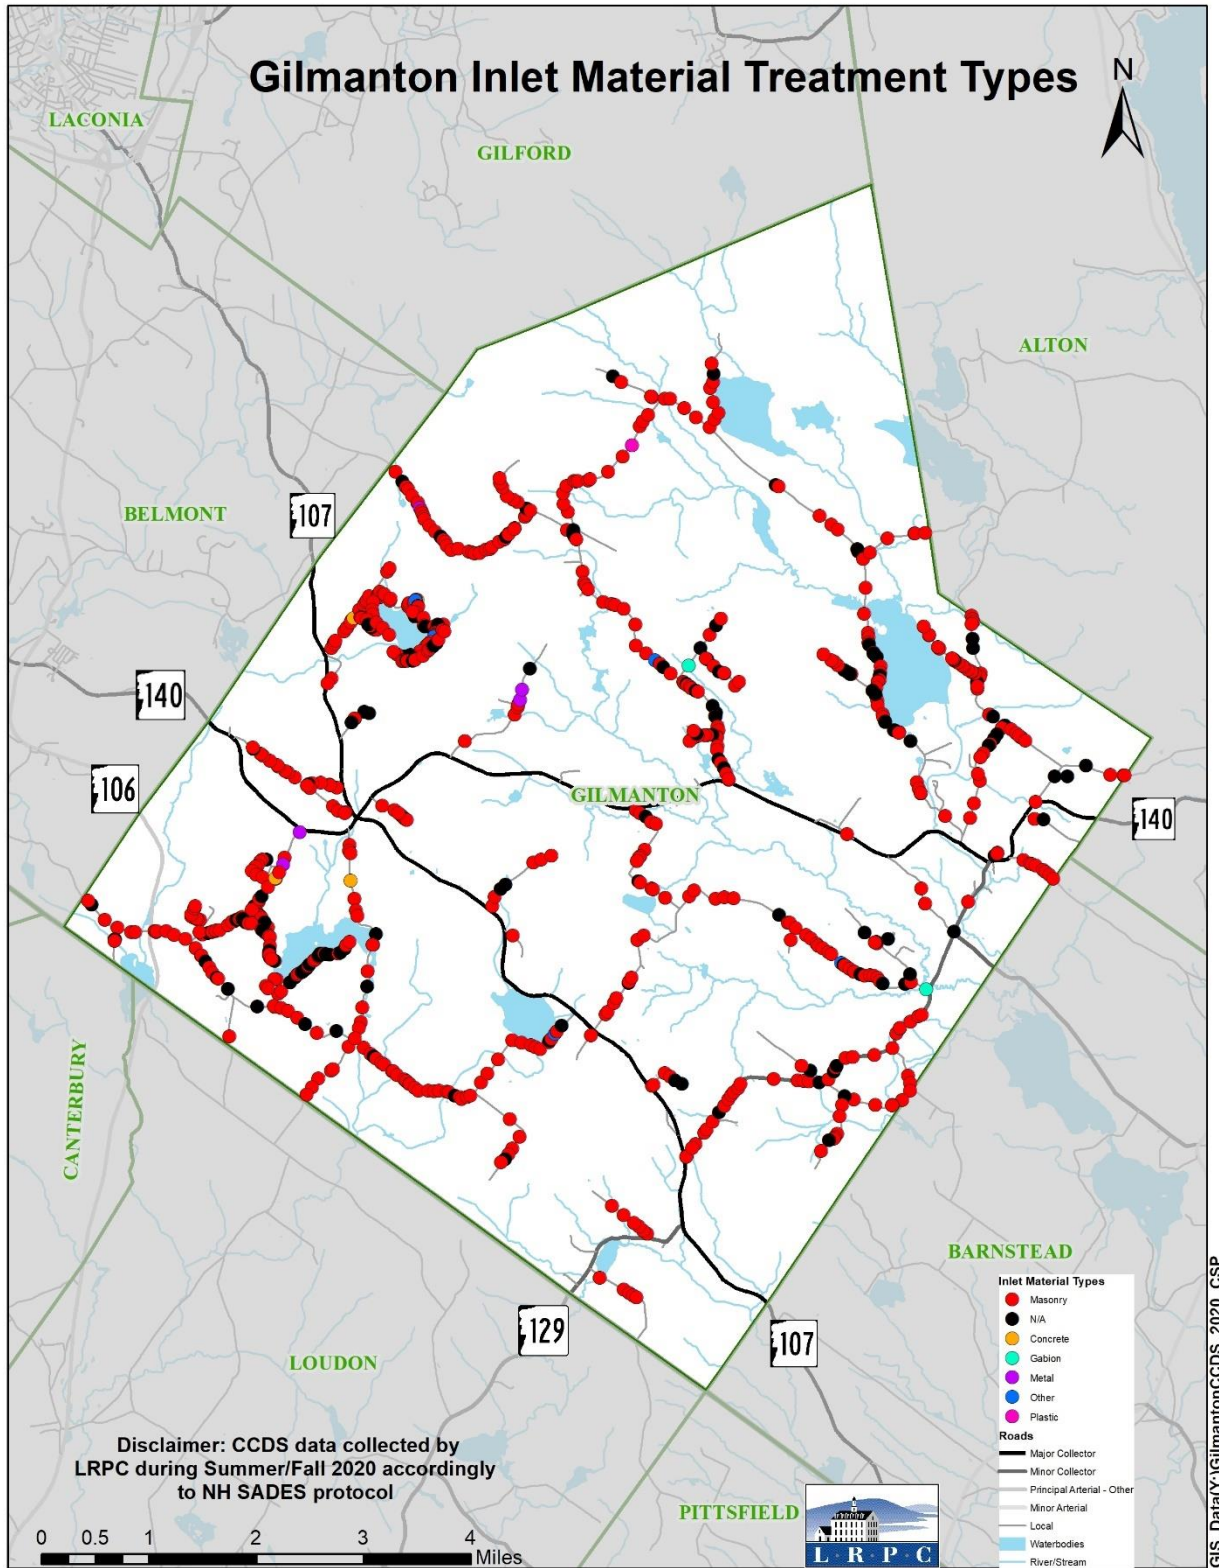 Gilmanton Inlet Material Treatment Types
N
LACONIA
GILFORD
ALTON
BELMONT
107
140
106
GILMANTON
140
CANTERBURY
BARNSTEAD
129
107
LOUDON
PITTSFIELD
Inlet Material Types
Masonry
N/A
Concrete
Gabion
Metal
Other
Plastic
Roads
Major Collector
Minor Collector
Principal Arterial - Other
Minor Arterial
Local
Waterbodies
River/Stream
Disclaimer: CCDS data collected by
LRPC during Summer/Fall 2020 accordingly
to NH SADES protocol
0 0.5 1 2 3 4
Miles
L·R·P·C